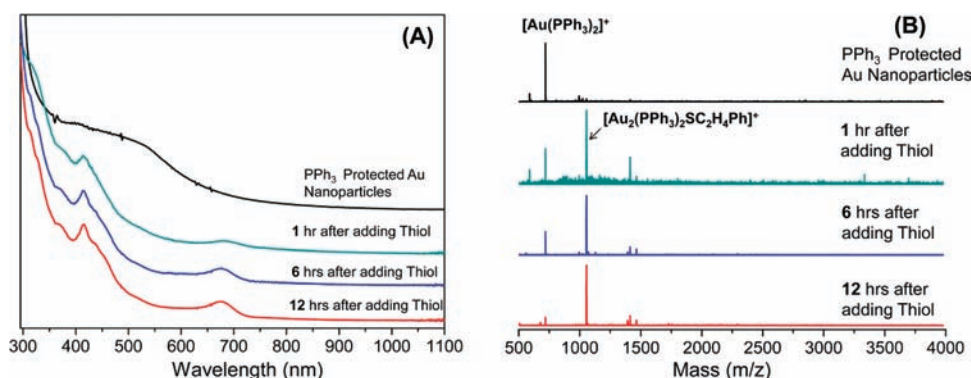 (A)
PPh3 Protected Au
Nanoparticles
1 hr after adding Thiol
6 hrs after adding Thiol
12 hrs after adding Thiol
300 400 500 600 700 800 900 1000 1100
Wavelength (nm)
(B)
[Au(PPh3)2]+
PPh3 Protected
Au Nanoparticles
[Au2(PPh3)2SC2H4Ph]+
1 hr after
adding Thiol
6 hrs after
adding Thiol
12 hrs after
adding Thiol
500 1000 1500 2000 2500 3000 3500 4000
Mass (m/z)